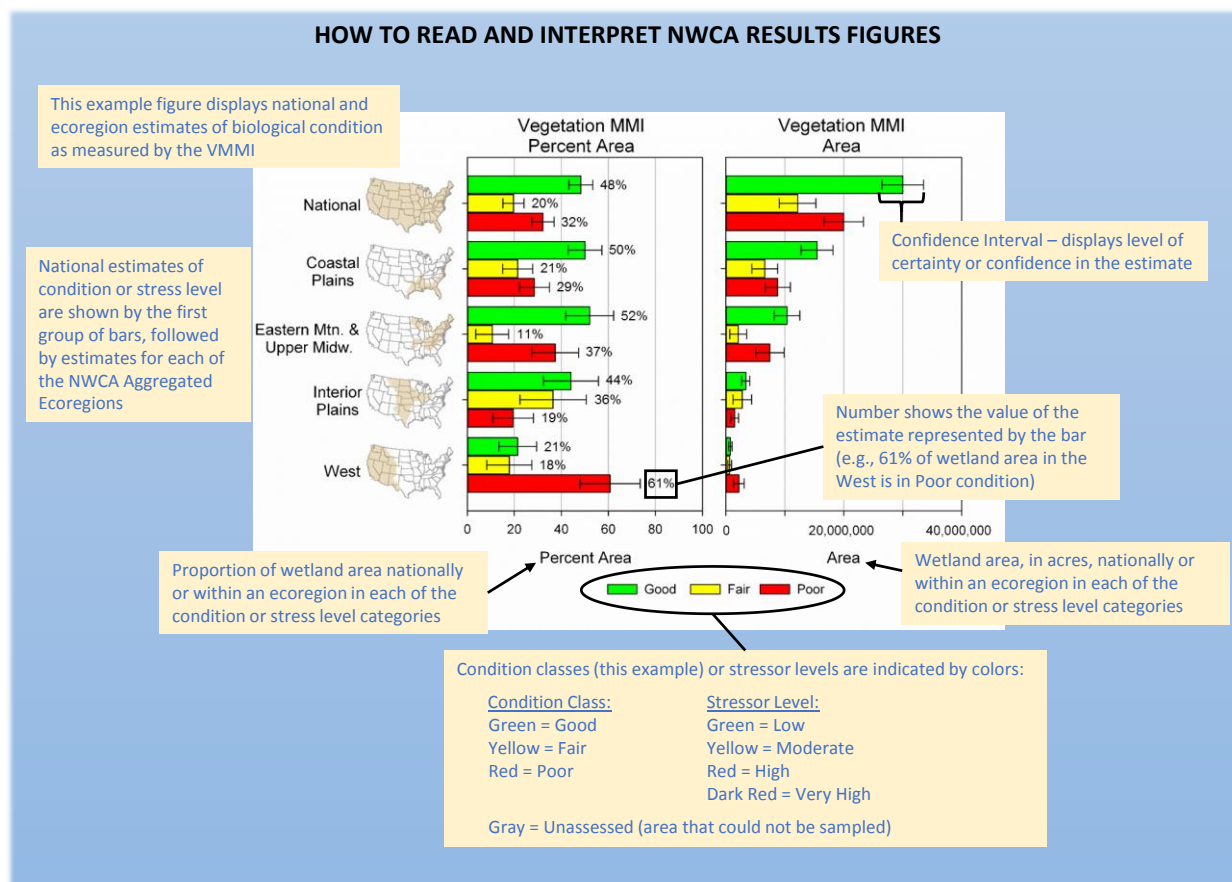 HOW TO READ AND INTERPRET NWCA RESULTS FIGURES
This example figure displays national and
ecoregion estimates of biological condition
as measured by the VMMI
National estimates of
condition or stress level
are shown by the first
group of bars, followed
by estimates for each of
the NWCA Aggregated
Ecoregions
Vegetation MMI
Percent Area
Vegetation MMI
Area
National
48%
20%
32%
Coastal
Plains
50%
21%
29%
Eastern Mtn. &
Upper Midw.
52%
11%
37%
Interior
Plains
44%
36%
19%
West
21%
18%
61%
0 20 40 60 80 100
Percent Area
0 20,000,000 40,000,000
Area
Good Fair Poor
Confidence Interval – displays level of
certainty or confidence in the estimate
Number shows the value of the
estimate represented by the bar
(e.g., 61% of wetland area in the
West is in Poor condition)
Proportion of wetland area nationally
or within an ecoregion in each of the
condition or stress level categories
Wetland area, in acres, nationally or
within an ecoregion in each of the
condition or stress level categories
Condition classes (this example) or stressor levels are indicated by colors:
Condition Class:
Green = Good
Yellow = Fair
Red = Poor
Stressor Level:
Green = Low
Yellow = Moderate
Red = High
Dark Red = Very High
Gray = Unassessed (area that could not be sampled)